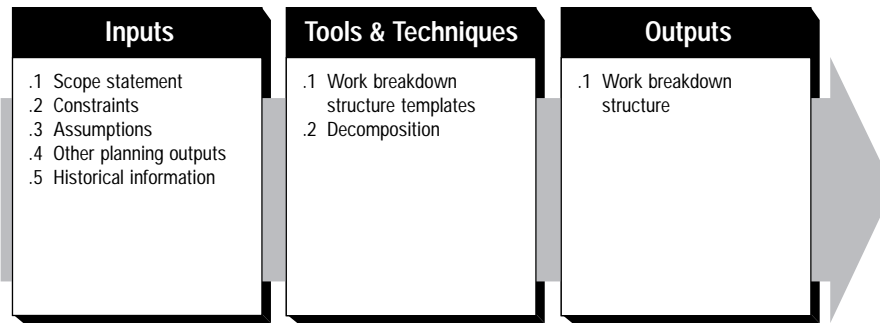 Inputs
.1 Scope statement
.2 Constraints
.3 Assumptions
.4 Other planning outputs
.5 Historical information
Tools & Techniques
.1 Work breakdown
structure templates
.2 Decomposition
Outputs
.1 Work breakdown
structure